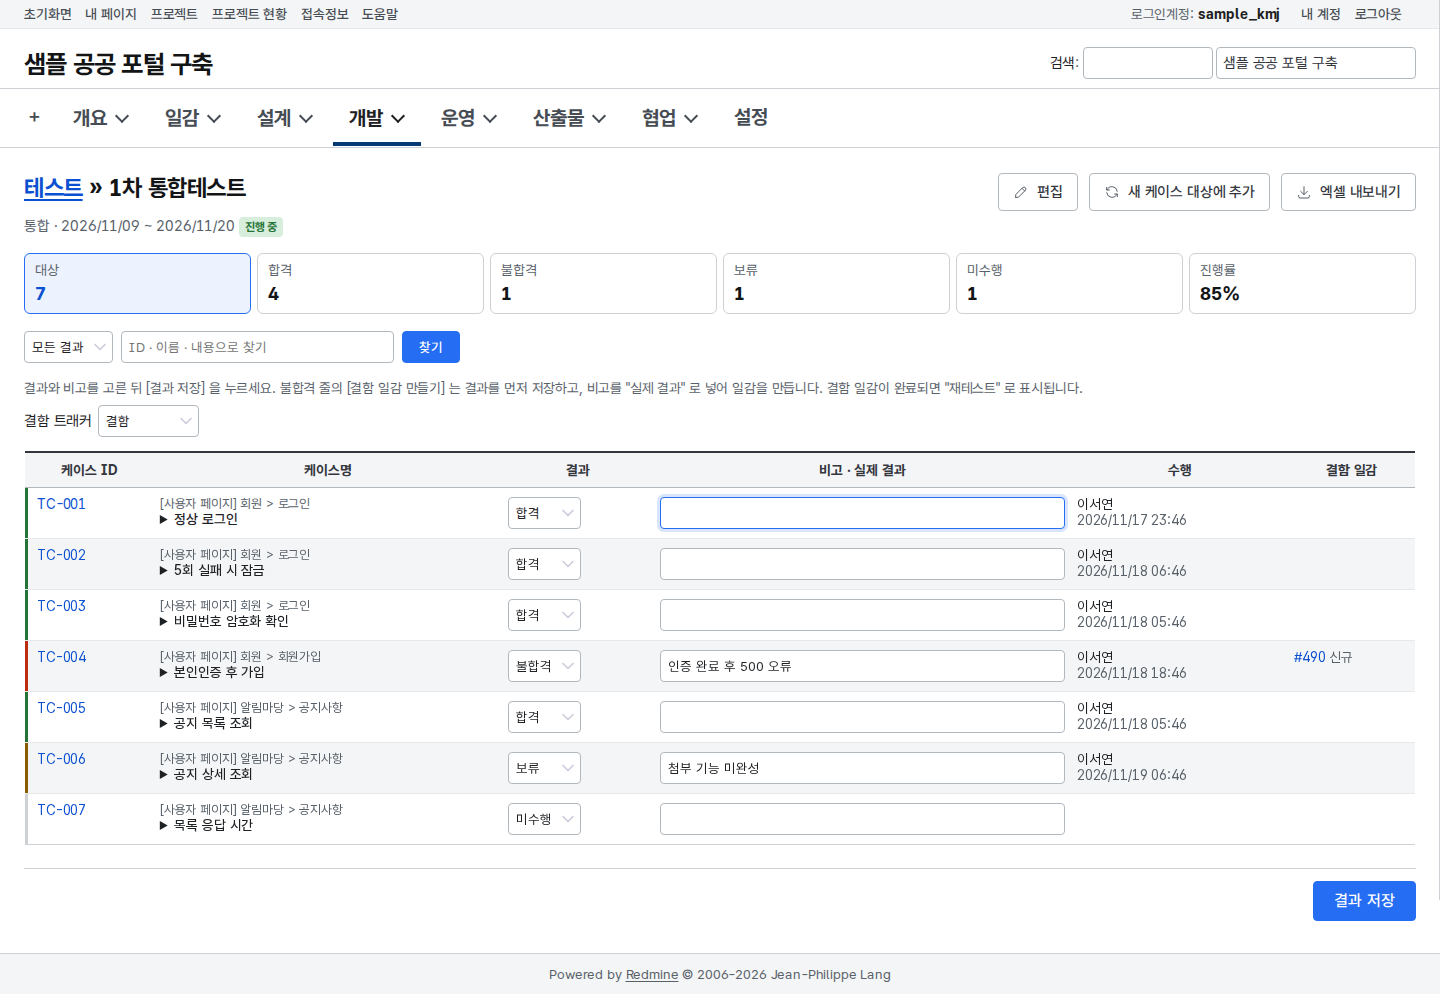 초기화면 내 페이지 프로젝트 프로젝트 현황 접속정보 도움말 로그인계정: sample_kmj 내 계정 로그아웃
샘플 공공 포털 구축 검색: 샘플 공공 포털 구축
+ 개요 일감 설계 개발 운영 산출물 협업 설정
테스트 » 1차 통합테스트 편집 새 케이스 대상에 추가 엑셀 내보내기
통합 · 2026/11/09 ~ 2026/11/20 진행 중
대상 합격 불합격 보류 미수행 진행률
7 4 1 1 1 85%
모든 결과 ID · 이름 · 내용으로 찾기 찾기
결과와 비고를 고른 뒤 [결과 저장] 을 누르세요. 불합격 줄의 [결함 일감 만들기] 는 결과를 먼저 저장하고, 비고를 "실제 결과" 로 넣어 일감을 만듭니다. 결함 일감이 완료되면 "재테스트" 로 표시됩니다.
결함 트래커 결함
케이스 ID 케이스명 결과 비고 · 실제 결과 수행 결함 일감
TC-001 [사용자 페이지] 회원 > 로그인 합격 이서연
▶ 정상 로그인 2026/11/17 23:46
TC-002 [사용자 페이지] 회원 > 로그인 합격 이서연
▶ 5회 실패 시 잠금 2026/11/18 06:46
TC-003 [사용자 페이지] 회원 > 로그인 합격 이서연
▶ 비밀번호 암호화 확인 2026/11/18 05:46
TC-004 [사용자 페이지] 회원 > 회원가입 불합격 인증 완료 후 500 오류 이서연 #490 신규
▶ 본인인증 후 가입 2026/11/18 18:46
TC-005 [사용자 페이지] 알림마당 > 공지사항 합격 이서연
▶ 공지 목록 조회 2026/11/18 05:46
TC-006 [사용자 페이지] 알림마당 > 공지사항 보류 첨부 기능 미완성 이서연
▶ 공지 상세 조회 2026/11/19 06:46
TC-007 [사용자 페이지] 알림마당 > 공지사항 미수행
▶ 목록 응답 시간
결과 저장
Powered by Redmine © 2006-2026 Jean-Philippe Lang